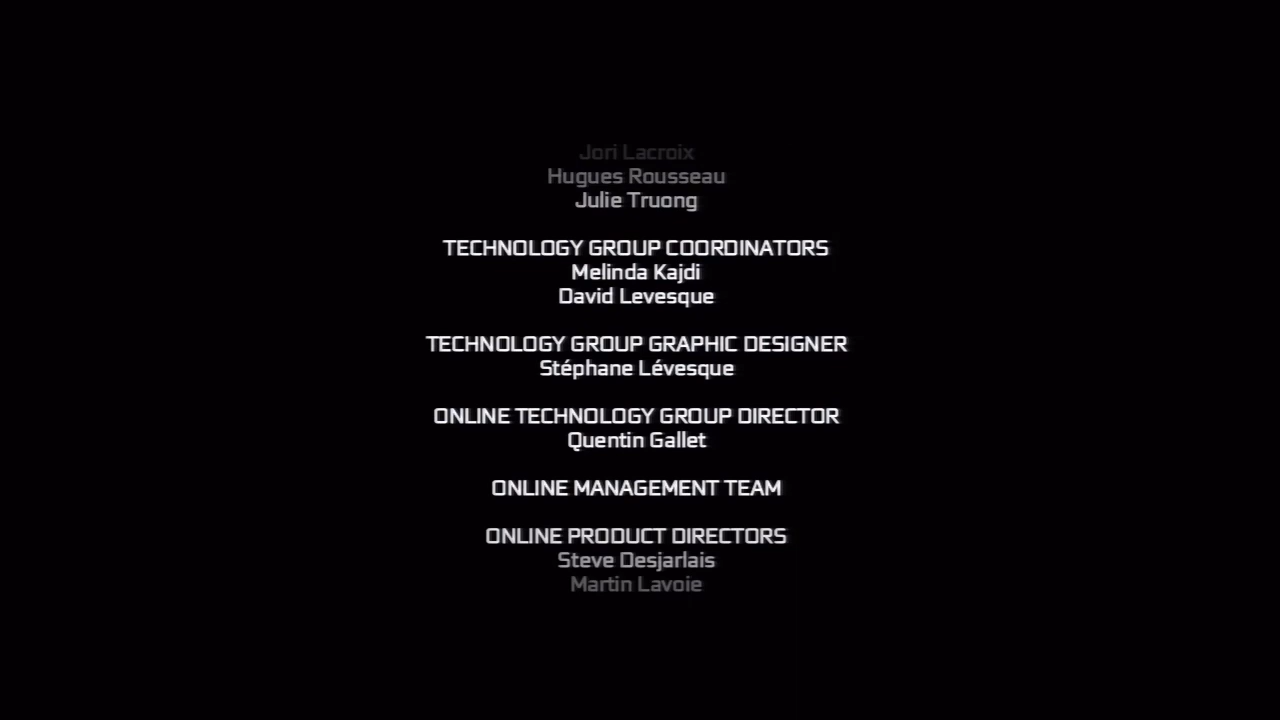 Jori Lacroix
Hugues Rousseau
Julie Truong
TECHNOLOGY GROUP COORDINATORS
Melinda Kajdi
David Levesque
TECHNOLOGY GROUP GRAPHIC DESIGNER
Stéphane Lévesque
ONLINE TECHNOLOGY GROUP DIRECTOR
Quentin Gallet
ONLINE MANAGEMENT TEAM
ONLINE PRODUCT DIRECTORS
Steve Desjarlais
Martin Lavoie